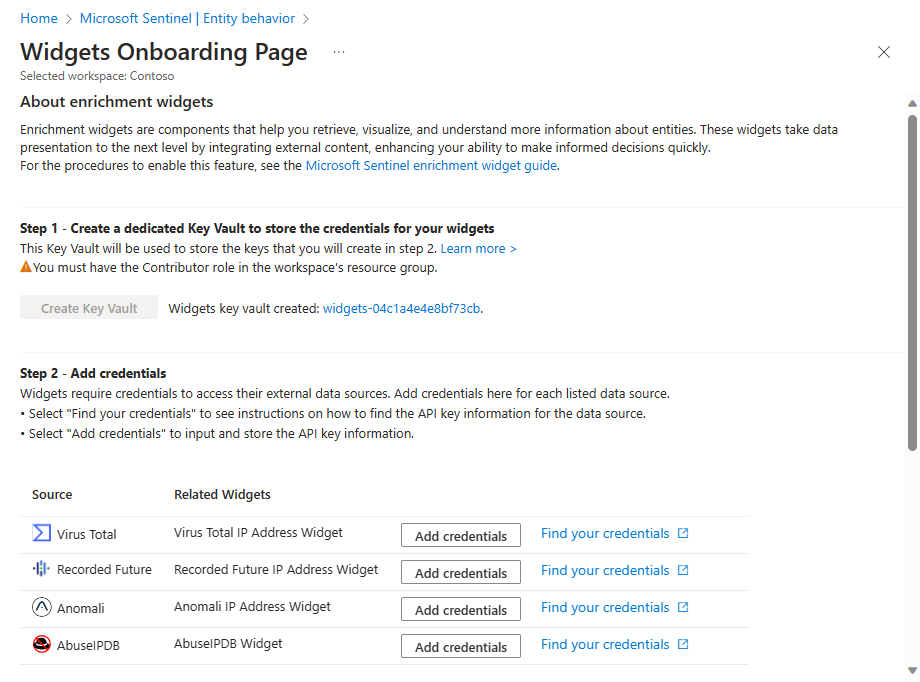 Home > Microsoft Sentinel | Entity behavior >
Widgets Onboarding Page ...
Selected workspace: Contoso
About enrichment widgets
Enrichment widgets are components that help you retrieve, visualize, and understand more information about entities. These widgets take data
presentation to the next level by integrating external content, enhancing your ability to make informed decisions quickly.
For the procedures to enable this feature, see the Microsoft Sentinel enrichment widget guide.
Step 1 - Create a dedicated Key Vault to store the credentials for your widgets
This Key Vault will be used to store the keys that you will create in step 2. Learn more >
You must have the Contributor role in the workspace's resource group.
Create Key Vault Widgets key vault created: widgets-04c1a4e4e8bf73cb.
Step 2 - Add credentials
Widgets require credentials to access their external data sources. Add credentials here for each listed data source.
• Select "Find your credentials" to see instructions on how to find the API key information for the data source.
• Select "Add credentials" to input and store the API key information.
Source Related Widgets
Virus Total Virus Total IP Address Widget Add credentials Find your credentials
Recorded Future Recorded Future IP Address Widget Add credentials Find your credentials
Anomali Anomali IP Address Widget Add credentials Find your credentials
AbuseIPDB AbuseIPDB Widget Add credentials Find your credentials